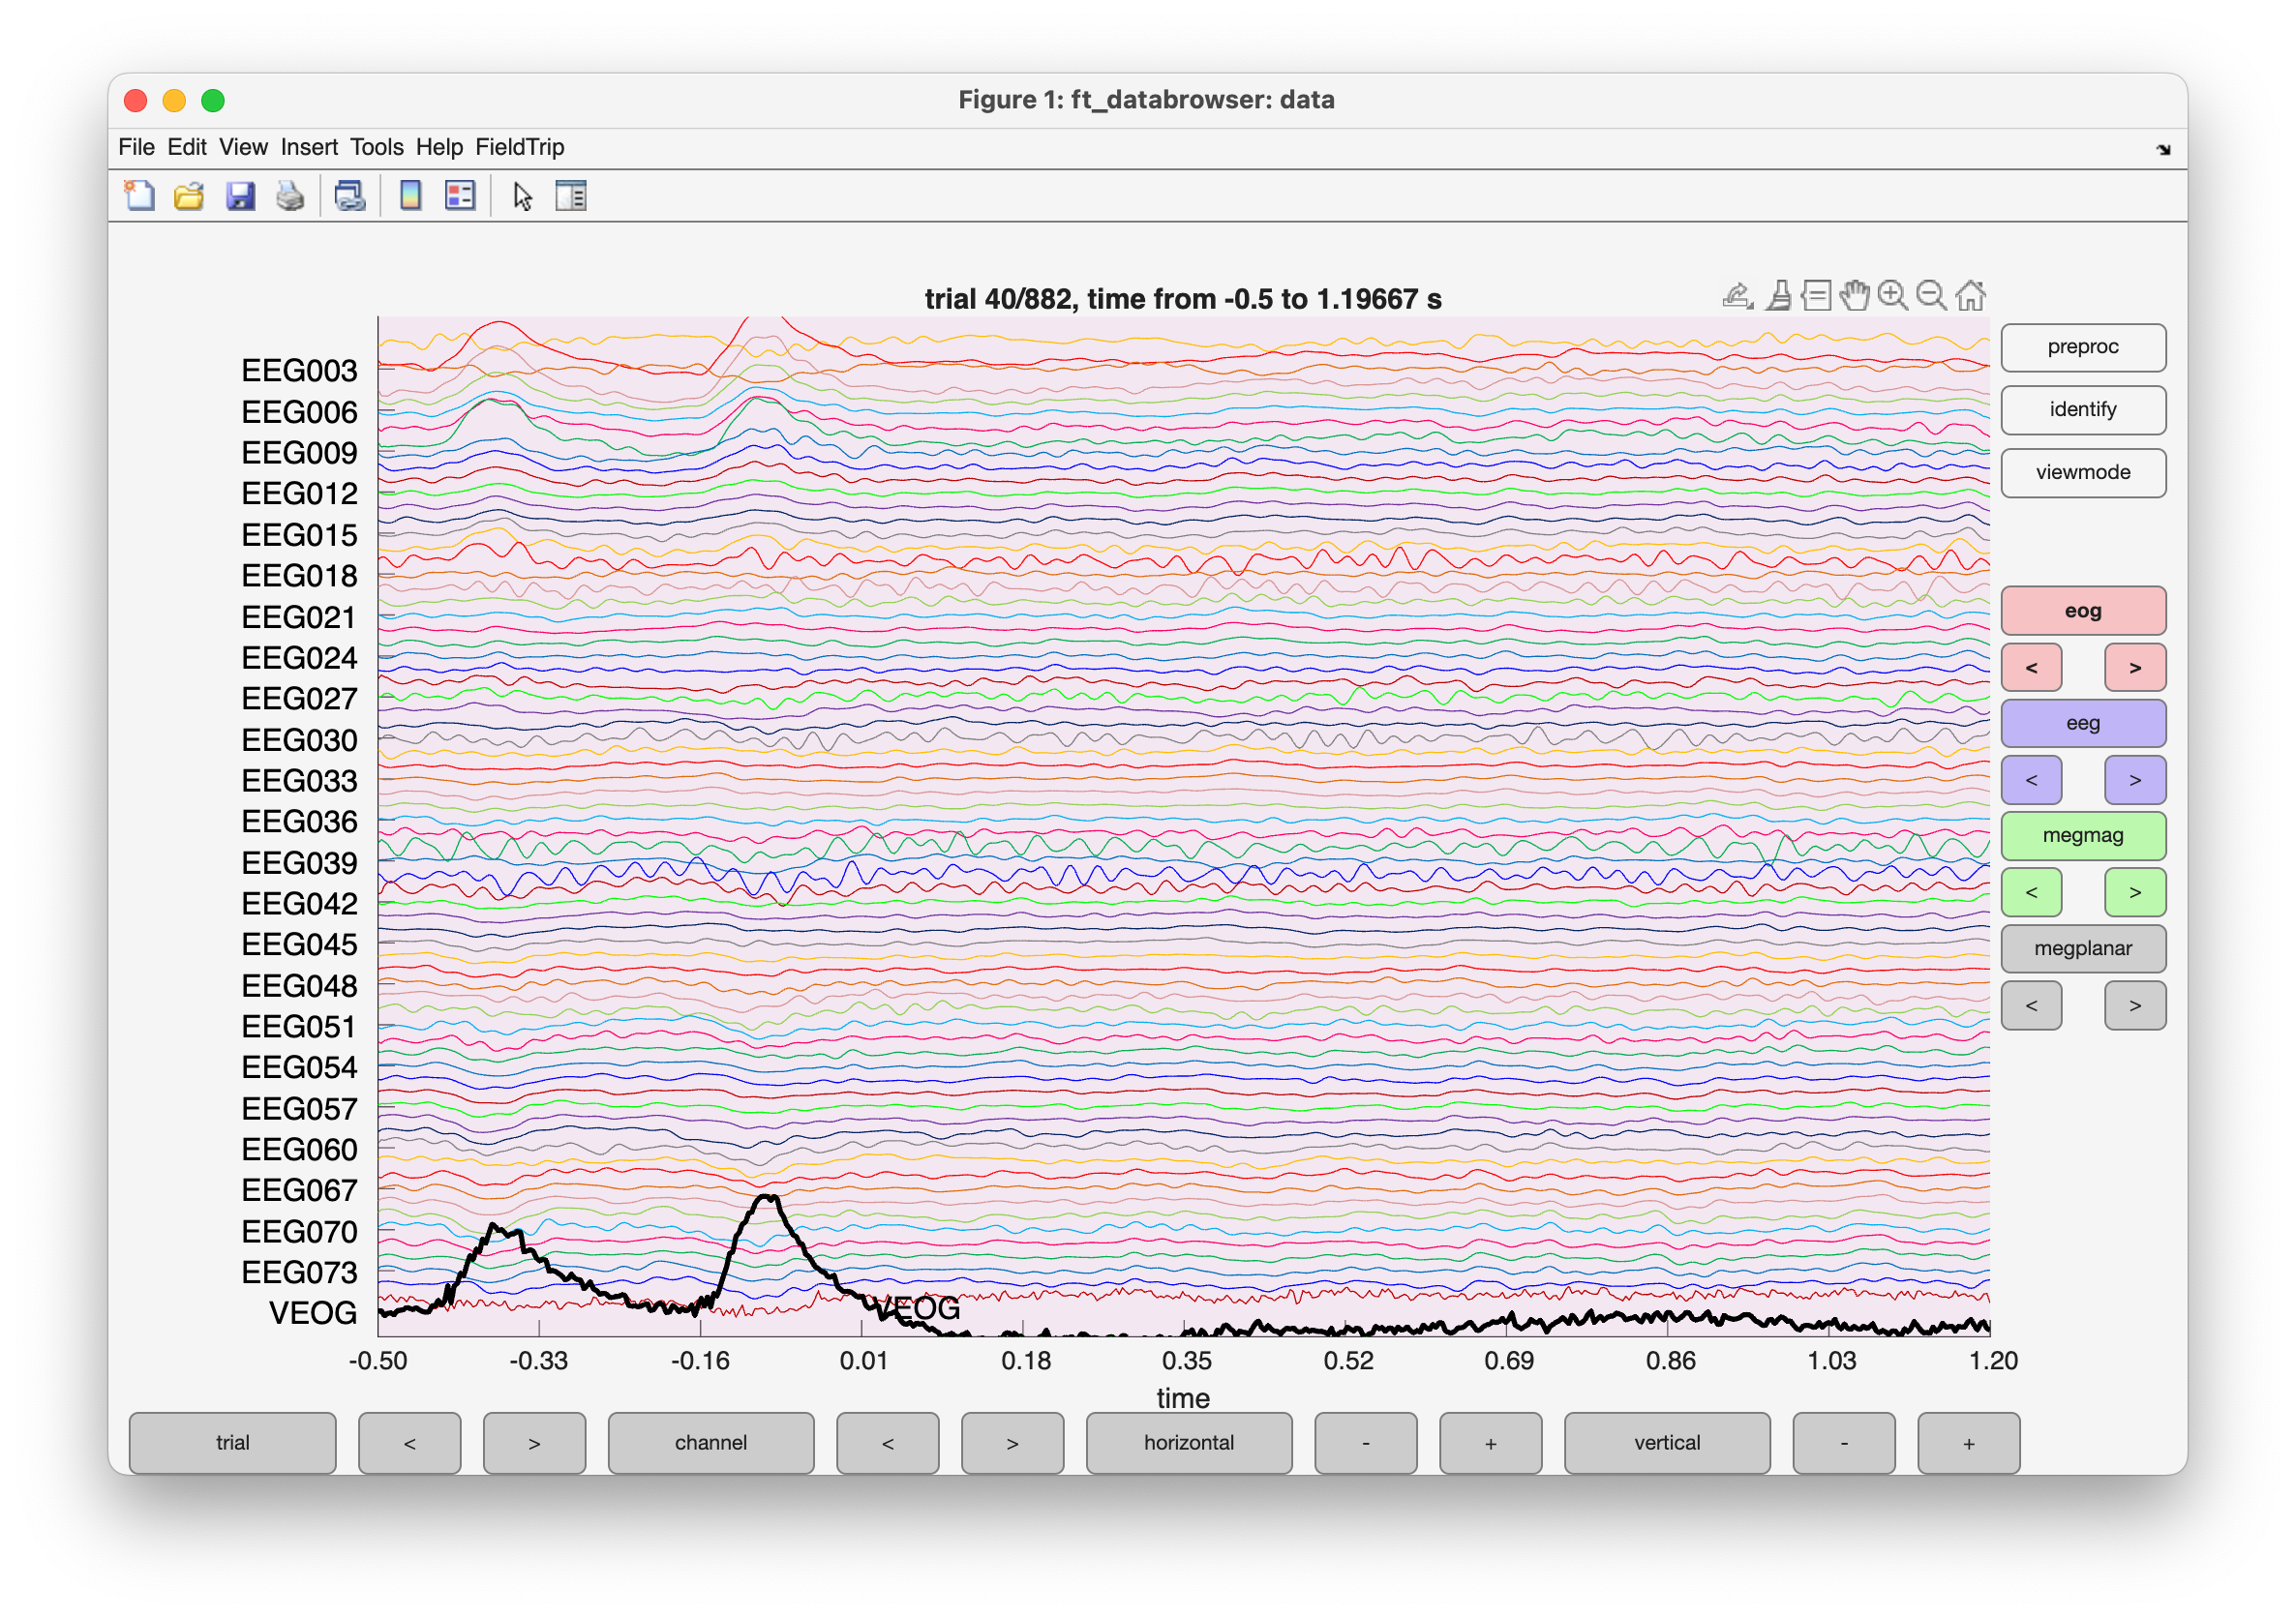 Figure 1: ft_databrowser: data
File Edit View Insert Tools Help FieldTrip
trial 40/882, time from -0.5 to 1.19667 s
EEG003
EEG006
EEG009
EEG012
EEG015
EEG018
EEG021
EEG024
EEG027
EEG030
EEG033
EEG036
EEG039
EEG042
EEG045
EEG048
EEG051
EEG054
EEG057
EEG060
EEG067
EEG070
EEG073
VEOG
VEOG
-0.50 -0.33 -0.16 0.01 0.18 0.35 0.52 0.69 0.86 1.03 1.20
time
preproc
identify
viewmode
eog
< >
eeg
< >
megmag
< >
megplanar
< >
trial < > channel < > horizontal - + vertical - +